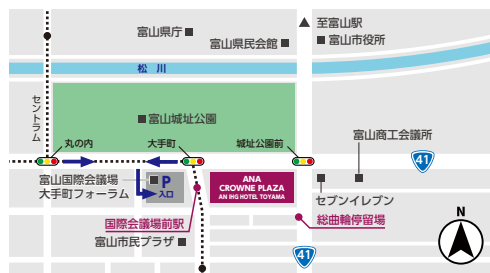 至富山駅
富山県庁
富山県民会館
富山市役所
松 川
セントラム
富山城址公園
丸の内
大手町
城址公園前
富山商工会議所
41
富山国際会議場
大手町フォーラム
P
入口
ANA
CROWNE PLAZA
AN IHG HOTEL TOYAMA
セブンイレブン
国際会議場前駅
総曲輪停留場
富山市民プラザ
41
N